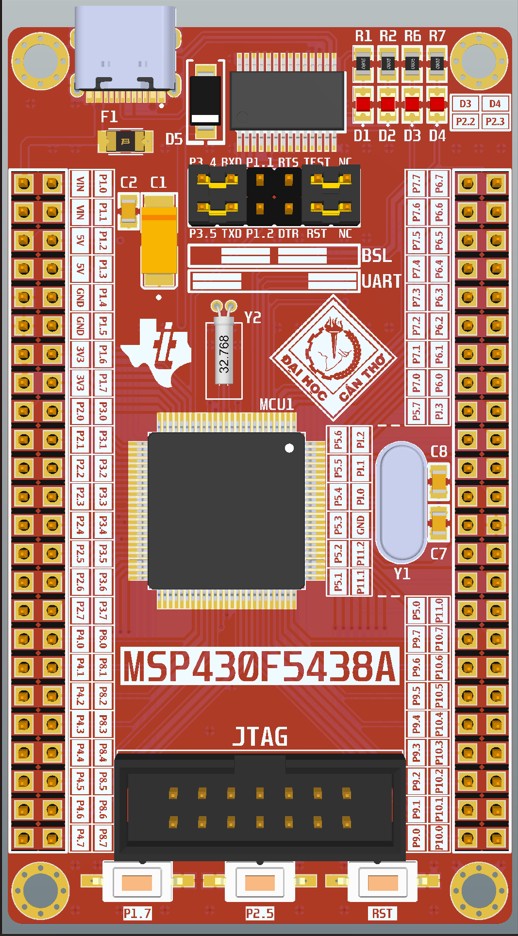 R1 R2 R6 R7
D3 D4
P2.2 P2.3
F1
D5
D1 D2 D3 D4
P3.4 RXD P1.1 RTS TEST NC
P3.5 TXD P1.2 DTR RST NC
BSL
UART
C2 C1
Y2
32.768
ĐẠI HỌC
CẦN THƠ
MCU1
VIN P1.0
VIN P1.1
5V P1.2
5V P1.3
GND P1.4
GND P1.5
3V3 P1.6
3V3 P1.7
P2.0 P3.0
P2.1 P3.1
P2.2 P3.2
P2.3 P3.3
P2.4 P3.4
P2.5 P3.5
P2.6 P3.6
P2.7 P3.7
P4.0 P8.0
P4.1 P8.1
P4.2 P8.2
P4.3 P8.3
P4.4 P8.4
P4.5 P8.5
P4.6 P8.6
P4.7 P8.7
P7.7 P6.7
P7.6 P6.6
P7.5 P6.5
P7.4 P6.4
P7.3 P6.3
P7.2 P6.2
P7.1 P6.1
P7.0 P6.0
P5.7 P1.3
P5.6 P1.2
P5.5 P1.1
P5.4 P1.0
P5.3 GND
P5.2 P11.2
P5.1 P11.1
C8
C7
Y1
P5.0 P11.0
P9.7 P10.7
P9.6 P10.6
P9.5 P10.5
P9.4 P10.4
P9.3 P10.3
P9.2 P10.2
P9.1 P10.1
P9.0 P10.0
MSP430F5438A
JTAG
P1.7 P2.5 RST